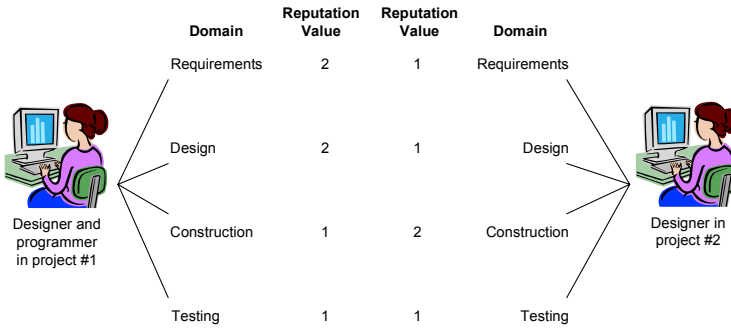 Domain Reputation Value Reputation Value Domain
Requirements 2 1 Requirements
Design 2 1 Design
Construction 1 2 Construction
Testing 1 1 Testing
Designer and
programmer
in project #1
Designer in
project #2